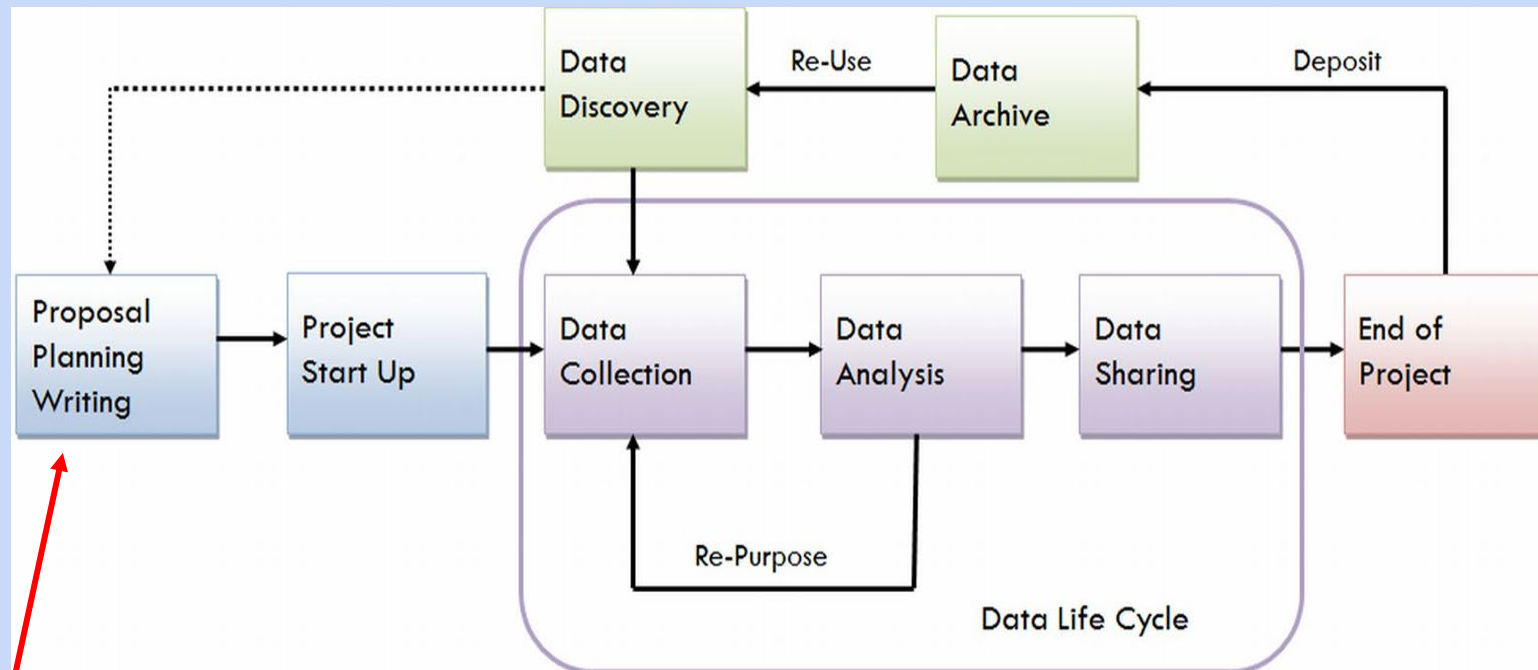 Data
Discovery
Re-Use
Data
Archive
Deposit
Proposal
Planning
Writing
Project
Start Up
Data
Collection
Data
Analysis
Data
Sharing
End of
Project
Re-Purpose
Data Life Cycle